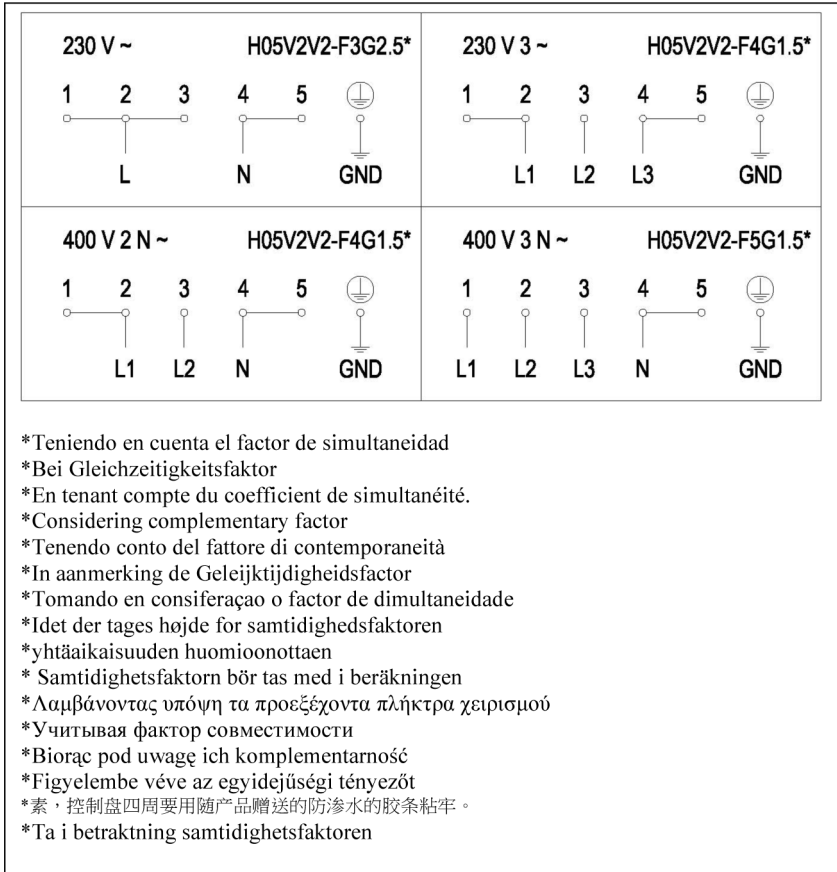 230 V ~ H05V2V2-F3G2.5*
1 2 3 4 5
L N GND
230 V 3 ~ H05V2V2-F4G1.5*
1 2 3 4 5
L1 L2 L3 GND
400 V 2 N ~ H05V2V2-F4G1.5*
1 2 3 4 5
L1 L2 N GND
400 V 3 N ~ H05V2V2-F5G1.5*
1 2 3 4 5
L1 L2 L3 N GND
*Teniendo en cuenta el factor de simultaneidad
*Bei Gleichzeitigkeitsfaktor
*En tenant compte du coefficient de simultanéité.
*Considering complementary factor
*Tenendo conto del fattore di contemporaneità
*In aanmerking de Geleijktijdigheidsfactor
*Tomando en consiferaçao o factor de dimultaneidade
*Idet der tages højde for samtidighedsfaktoren
*yhtäaikaisuuden huomioonottaen
* Samtidighetsfaktorn bör tas med i beräkningen
*Λαμβάνοντας υπόψη τα προεξέχοντα πλήκτρα χειρισμού
*Учитывая фактор совместимости
*Biorąc pod uwagę ich komplementarność
*Figyelembe véve az egyidejűségi tényezőt
*素，控制盘四周要用随产品赠送的防渗水的胶条粘牢。
*Ta i betraktning samtidighetsfaktoren